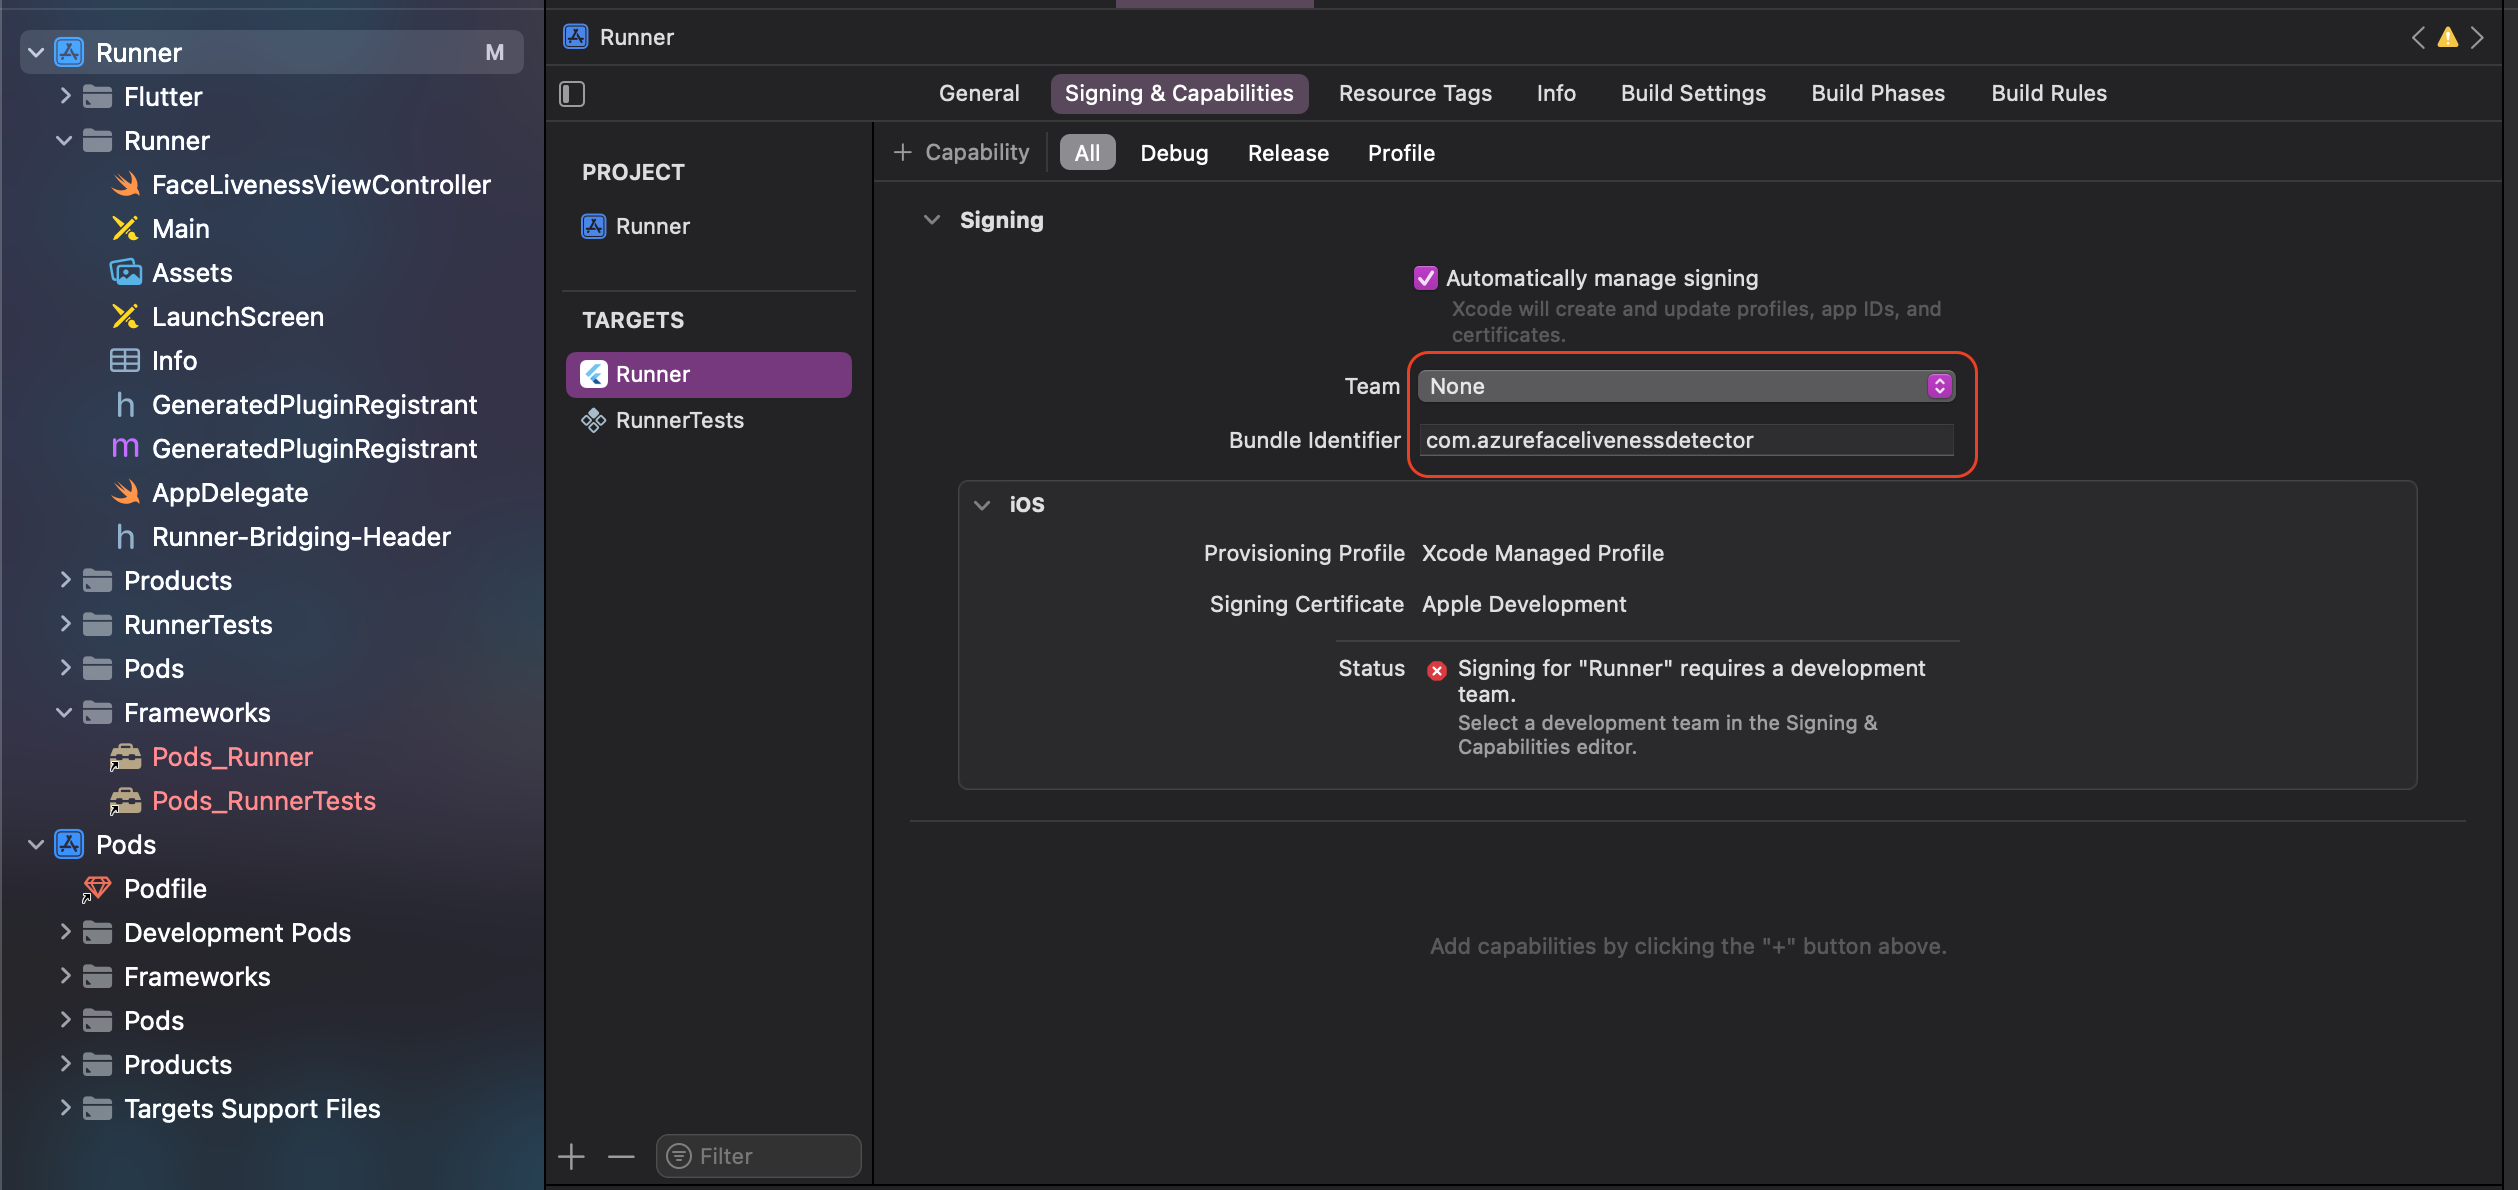 Runner
M
Flutter
Runner
FaceLivenessViewController
Main
Assets
LaunchScreen
Info
h GeneratedPluginRegistrant
m GeneratedPluginRegistrant
AppDelegate
h Runner-Bridging-Header
Products
RunnerTests
Pods
Frameworks
Pods_Runner
Pods_RunnerTests
Pods
Podfile
Development Pods
Frameworks
Pods
Products
Targets Support Files
Runner
General
Signing & Capabilities
Resource Tags
Info
Build Settings
Build Phases
Build Rules
PROJECT
Runner
TARGETS
Runner
RunnerTests
Filter
+ Capability
All
Debug
Release
Profile
Signing
Automatically manage signing
Xcode will create and update profiles, app IDs, and
certificates.
Team
None
Bundle Identifier
com.azurefacelivenessdetector
iOS
Provisioning Profile
Xcode Managed Profile
Signing Certificate
Apple Development
Status
Signing for "Runner" requires a development
team.
Select a development team in the Signing &
Capabilities editor.
Add capabilities by clicking the "+" button above.